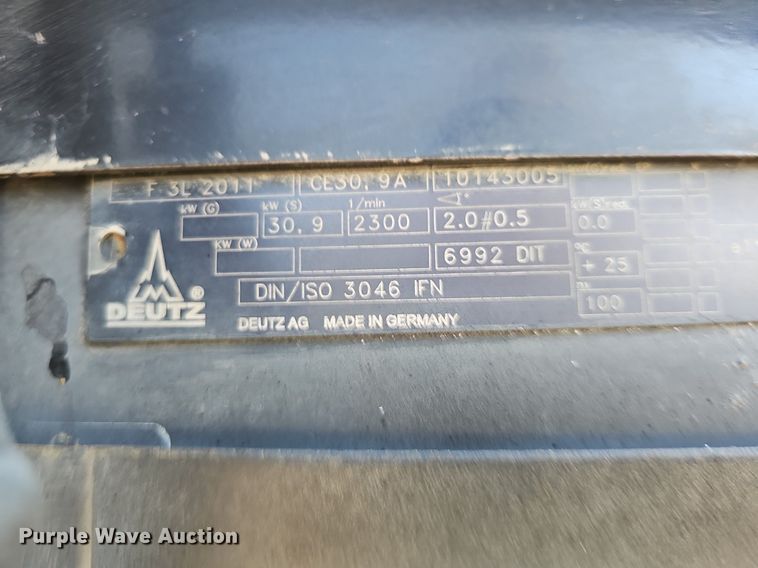 F 3L 2011 CE30,9A 10143005
kW (G) kW (S) 1/min
30,9 2300 2.0#0.5 0.0
kW (W) 6992 DIT °C + 25
DIN/ISO 3046 IFN 100
DEUTZ ® DEUTZ AG MADE IN GERMANY
Purple Wave Auction